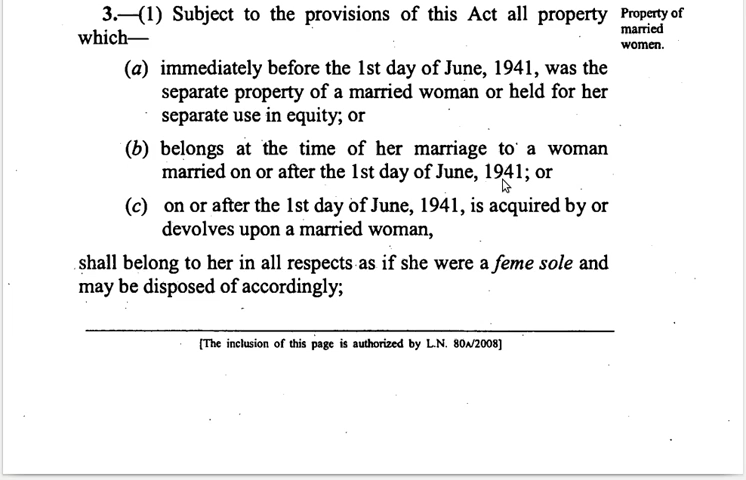 3.—(1) Subject to the provisions of this Act all property
which—
Property of
married
women.
(a) immediately before the 1st day of June, 1941, was the
separate property of a married woman or held for her
separate use in equity; or
(b) belongs at the time of her marriage to a woman
married on or after the 1st day of June, 1941; or
(c) on or after the 1st day of June, 1941, is acquired by or
devolves upon a married woman,
shall belong to her in all respects as if she were a feme sole and
may be disposed of accordingly;
[The inclusion of this page is authorized by L.N. 80A/2008]